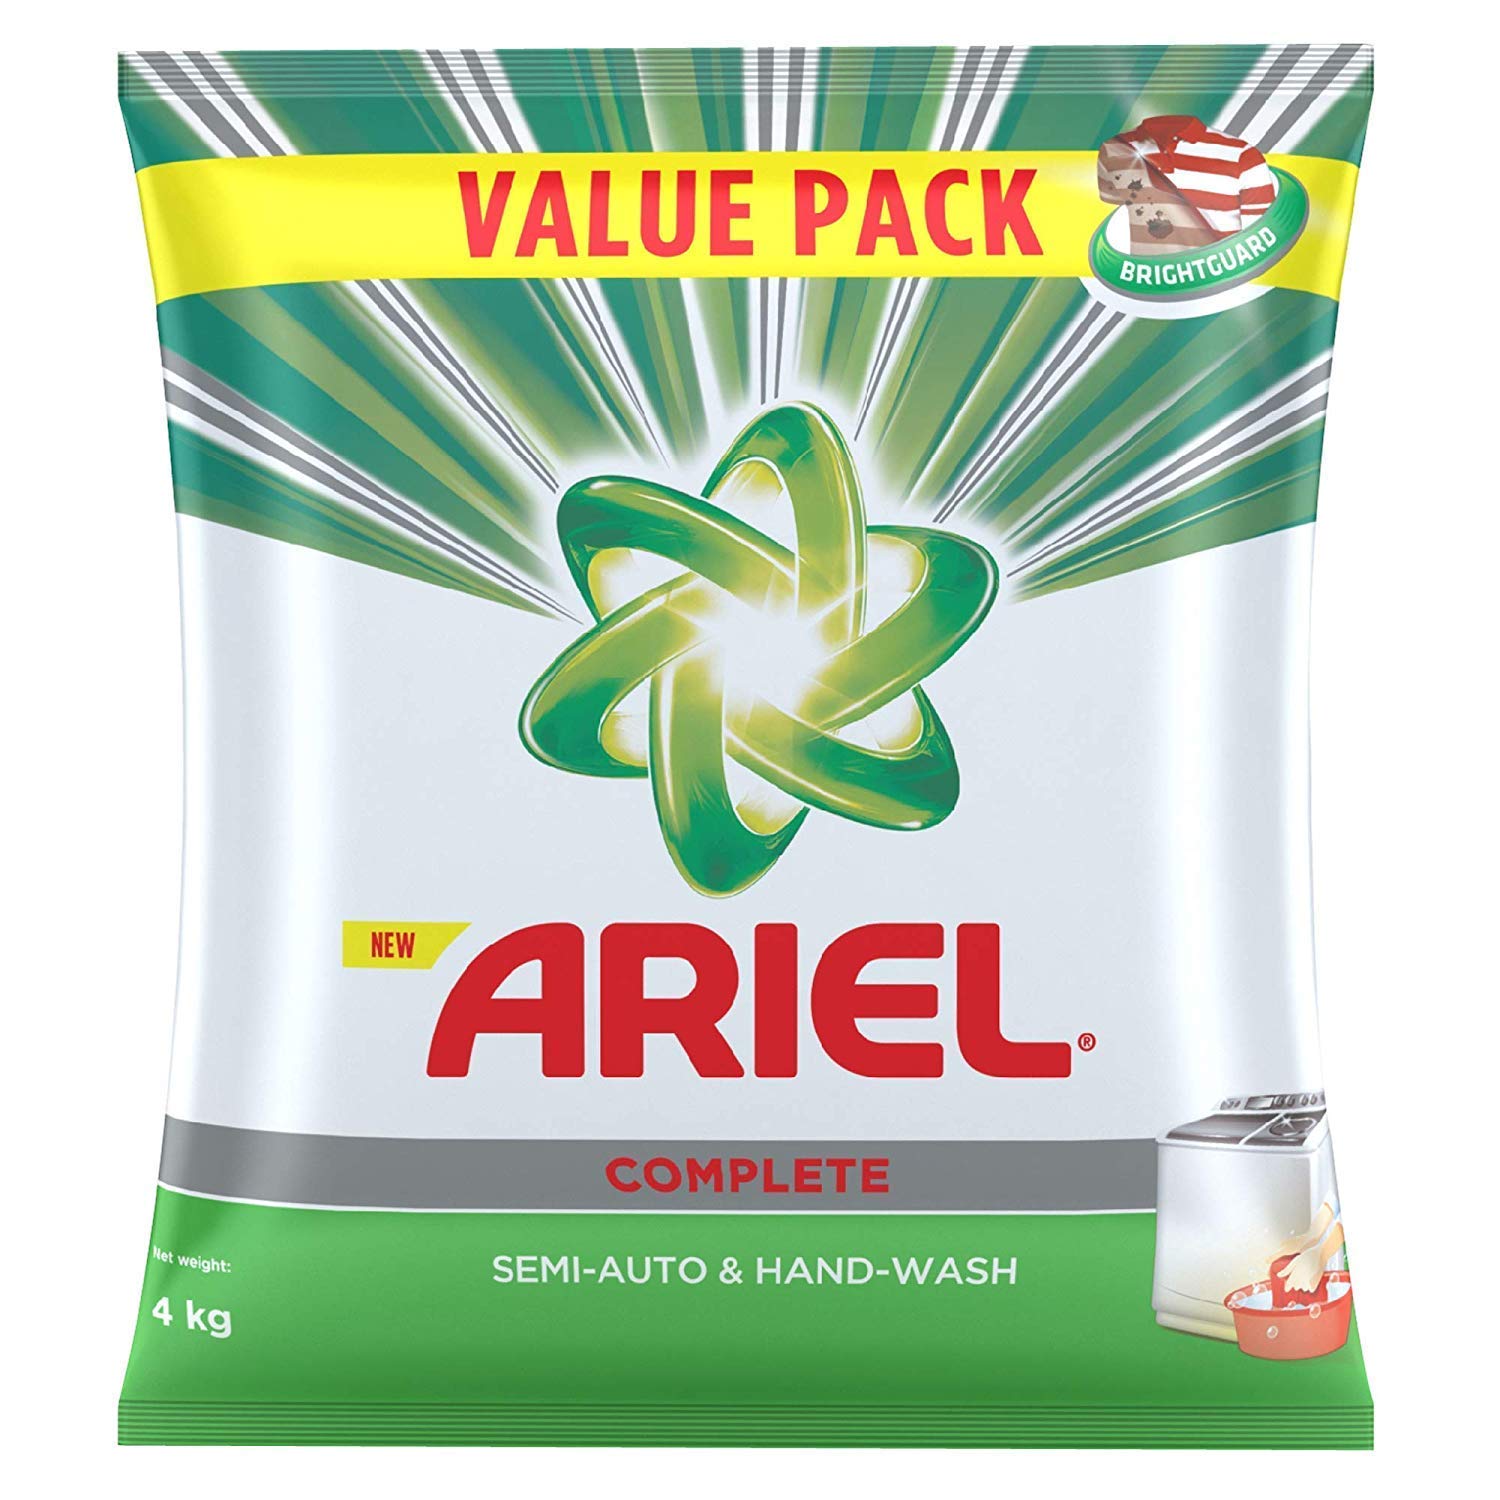 VALUE PACK
BRIGHTGUARD
NEW
ARIEL®
COMPLETE
SEMI-AUTO & HAND-WASH
Net weight:
4 kg